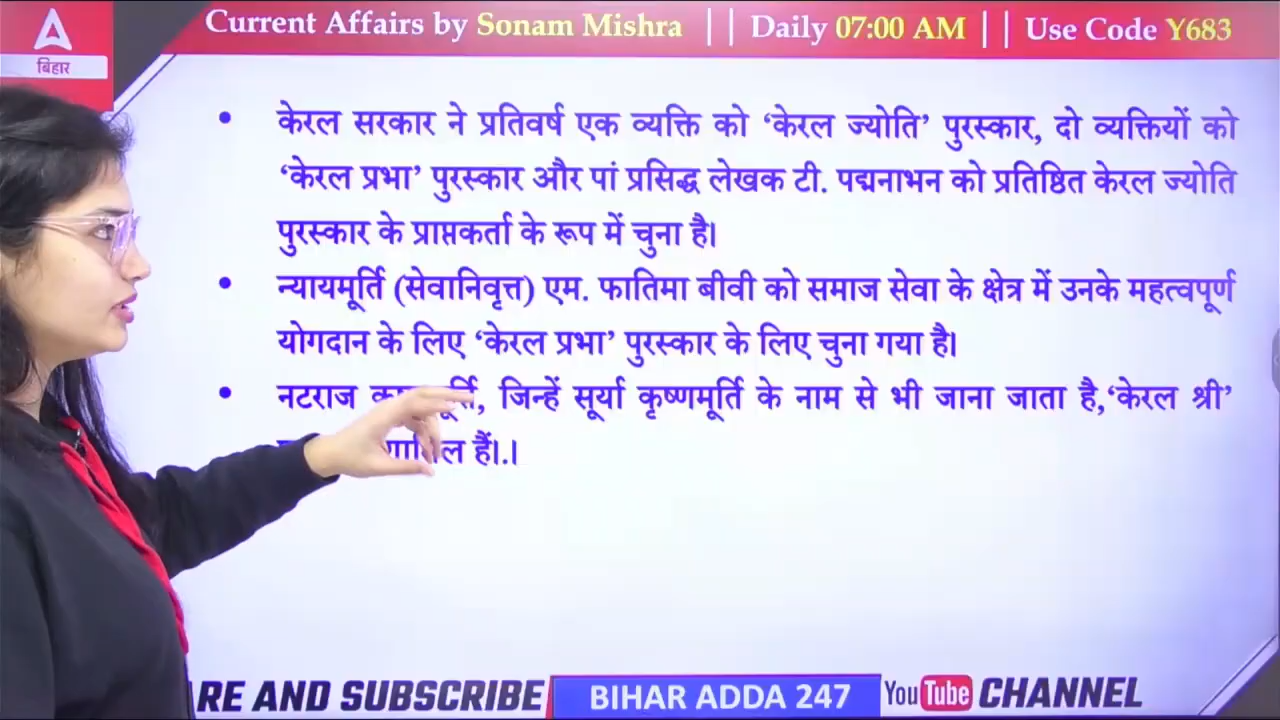 Current Affairs by Sonam Mishra || Daily 07:00 AM || Use Code Y683
बिहार
• केरल सरकार ने प्रतिवर्ष एक व्यक्ति को ‘केरल ज्योति’ पुरस्कार, दो व्यक्तियों को
‘केरल प्रभा’ पुरस्कार और पां प्रसिद्ध लेखक टी. पद्मनाभन को प्रतिष्ठित केरल ज्योति
पुरस्कार के प्राप्तकर्ता के रूप में चुना है।
• न्यायमूर्ति (सेवानिवृत्त) एम. फातिमा बीवी को समाज सेवा के क्षेत्र में उनके महत्वपूर्ण
योगदान के लिए ‘केरल प्रभा’ पुरस्कार के लिए चुना गया है।
• नटराज जिन्हें सूर्या कृष्णमूर्ति के नाम से भी जाना जाता है,‘केरल श्री’
हैं।.।
RE AND SUBSCRIBE BIHAR ADDA 247 YouTube CHANNEL